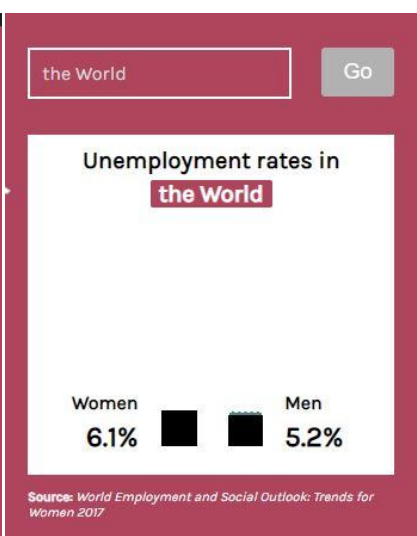 the World
Go
Unemployment rates in
the World
Women
6.1%
Men
5.2%
Source: World Employment and Social Outlook: Trends for
Women 2017